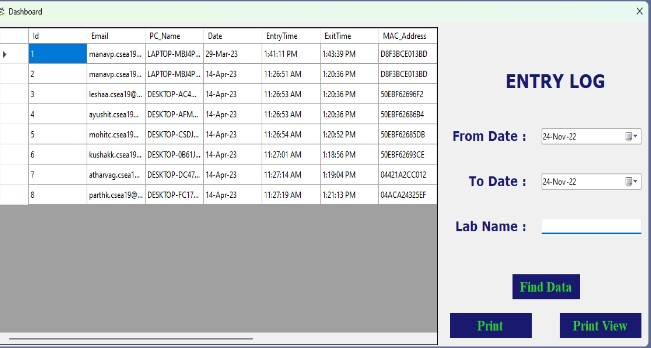 Dashboard
Id Email PC_Name Date EntryTime ExitTime MAC_Address
1 manavp.csea19... LAPTOP-MBJ4P... 29-Mar-23 1:41:11 PM 1:43:39 PM D8F3BCE013BD
2 manavp.csea19... LAPTOP-MBJ4P... 14-Apr-23 11:26:51 AM 1:20:36 PM D8F3BCE013BD
3 leshaa.csea19@... DESKTOP-AC4... 14-Apr-23 11:26:53 AM 1:20:36 PM 50EBF62696F2
4 ayushit.csea19... DESKTOP-AFM... 14-Apr-23 11:26:53 AM 1:20:36 PM 50EBF62686B4
5 mohitc.csea19... DESKTOP-CSDJ... 14-Apr-23 11:26:54 AM 1:20:52 PM 50EBF62685DB
6 kushakk.csea19... DESKTOP-0B61J... 14-Apr-23 11:27:01 AM 1:18:56 PM 50EBF62693CE
7 atharvag.csea1... DESKTOP-DC47... 14-Apr-23 11:27:14 AM 1:19:04 PM 04421A2CC012
8 parthk.csea19@... DESKTOP-FC17... 14-Apr-23 11:27:19 AM 1:21:13 PM 04ACA24325EF
ENTRY LOG
From Date : 24-Nov-22
To Date : 24-Nov-22
Lab Name :
Find Data
Print Print View